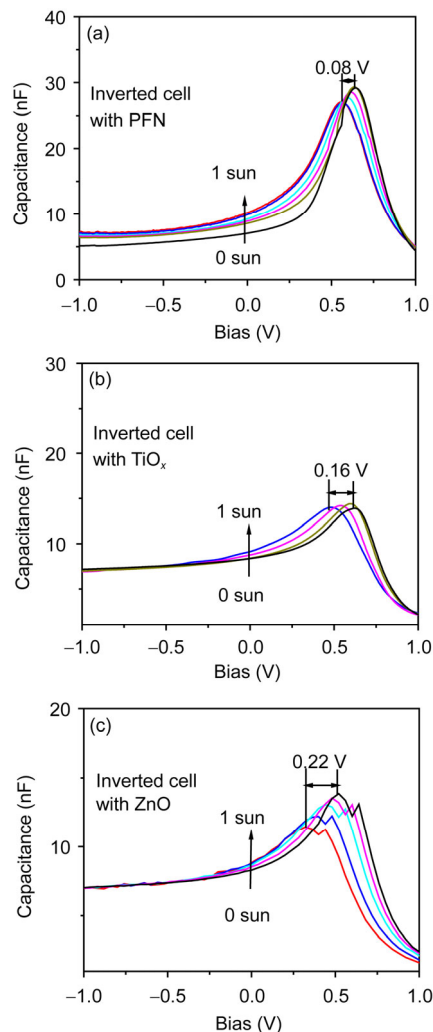 (a)
40
30
20
10
0
Capacitance (nF)
Inverted cell
with PFN
0.08 V
1 sun
0 sun
−1.0 −0.5 0.0 0.5 1.0
Bias (V)
(b)
30
20
10
Capacitance (nF)
Inverted cell
with TiOx
0.16 V
1 sun
0 sun
−1.0 −0.5 0.0 0.5 1.0
Bias (V)
(c)
20
10
Capacitance (nF)
Inverted cell
with ZnO
0.22 V
1 sun
0 sun
−1.0 −0.5 0.0 0.5 1.0
Bias (V)